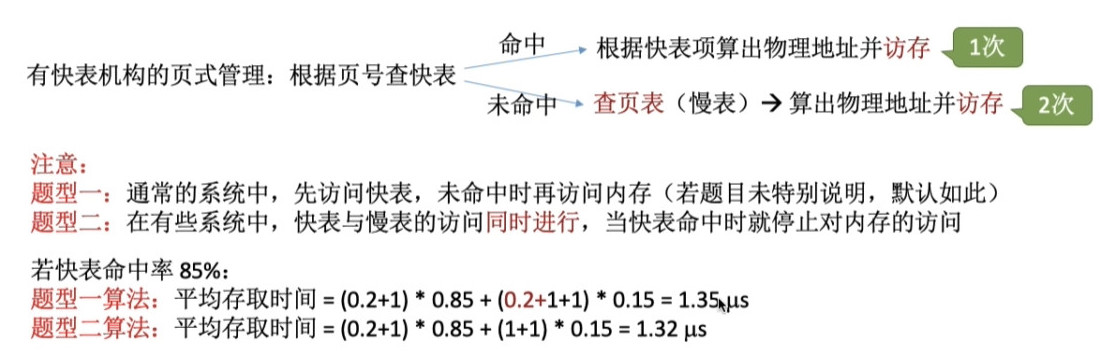 命中
根据快表项算出物理地址并访存
1次
有快表机构的页式管理：根据页号查快表
未命中
查页表（慢表）→ 算出物理地址并访存
2次
注意：
题型一：通常的系统中，先访问快表，未命中时再访问内存（若题目未特别说明，默认如此）
题型二：在有些系统中，快表与慢表的访问同时进行，当快表命中时就停止对内存的访问
若快表命中率 85%：
题型一算法：平均存取时间 = (0.2+1) * 0.85 + (0.2+1+1) * 0.15 = 1.35 μs
题型二算法：平均存取时间 = (0.2+1) * 0.85 + (1+1) * 0.15 = 1.32 μs